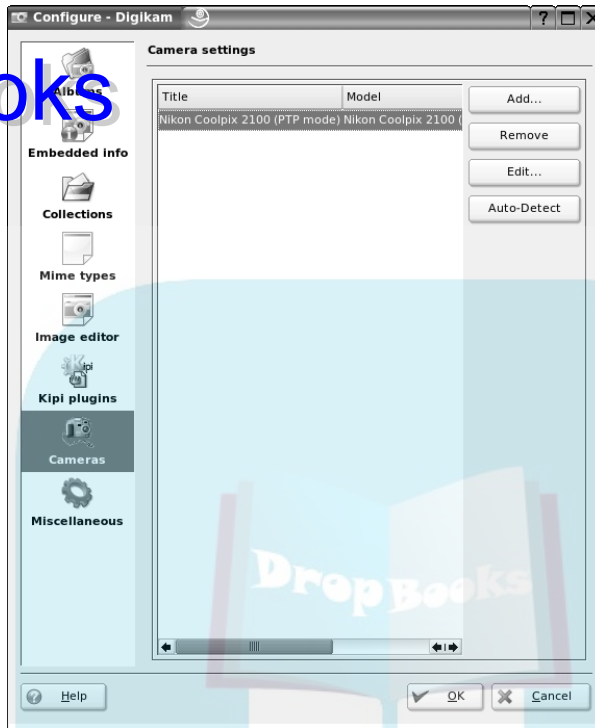 Configure - Digikam
Camera settings
Albums
oks
Embedded info
Collections
Mime types
Image editor
Kipi plugins
Cameras
Miscellaneous
Title Model
Nikon Coolpix 2100 (PTP mode) Nikon Coolpix 2100 (
Add...
Remove
Edit...
Auto-Detect
DropBooks
Help
OK
Cancel